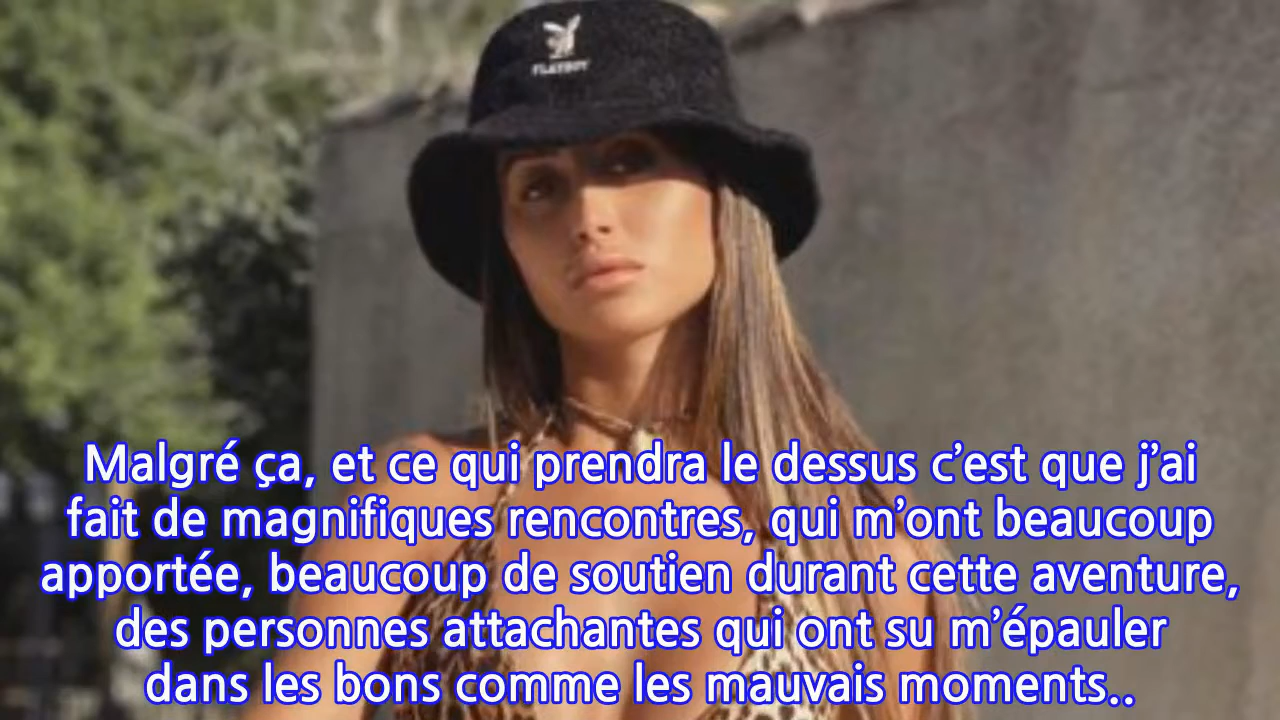 PLAYBOY
Malgré ça, et ce qui prendra le dessus c’est que j’ai
fait de magnifiques rencontres, qui m’ont beaucoup
apportée, beaucoup de soutien durant cette aventure,
des personnes attachantes qui ont su m’épauler
dans les bons comme les mauvais moments..